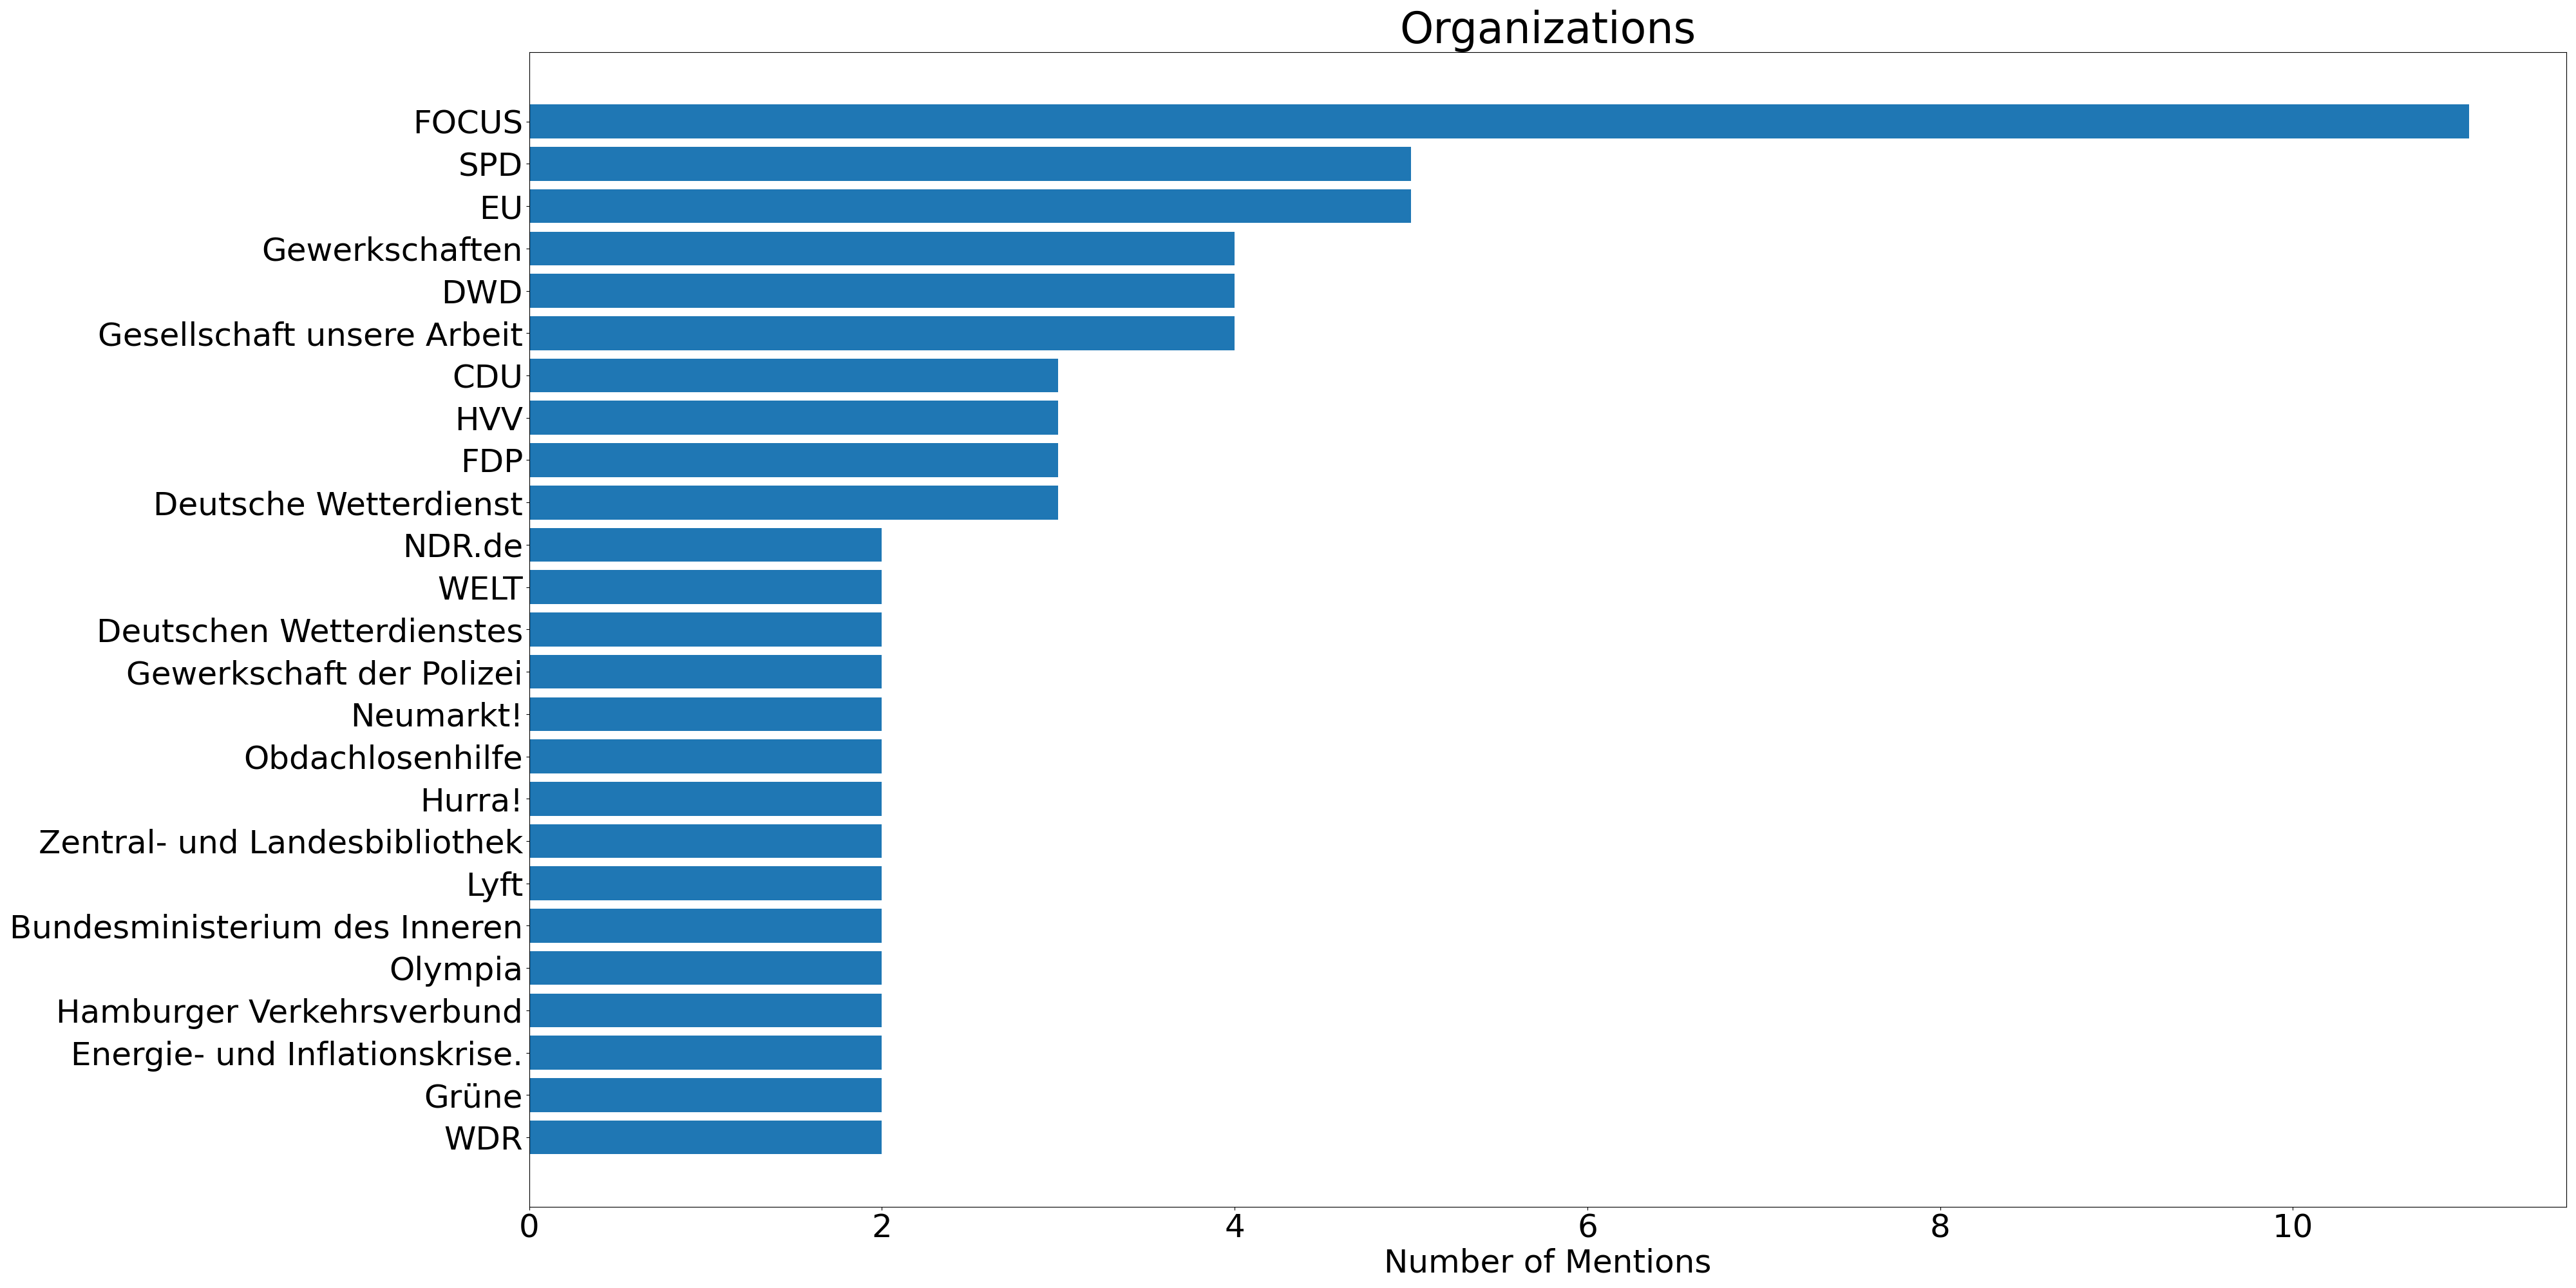 Organizations
FOCUS
SPD
EU
Gewerkschaften
DWD
Gesellschaft unsere Arbeit
CDU
HVV
FDP
Deutsche Wetterdienst
NDR.de
WELT
Deutschen Wetterdienstes
Gewerkschaft der Polizei
Neumarkt!
Obdachlosenhilfe
Hurra!
Zentral- und Landesbibliothek
Lyft
Bundesministerium des Inneren
Olympia
Hamburger Verkehrsverbund
Energie- und Inflationskrise.
Grüne
WDR
0 2 4 6 8 10
Number of Mentions